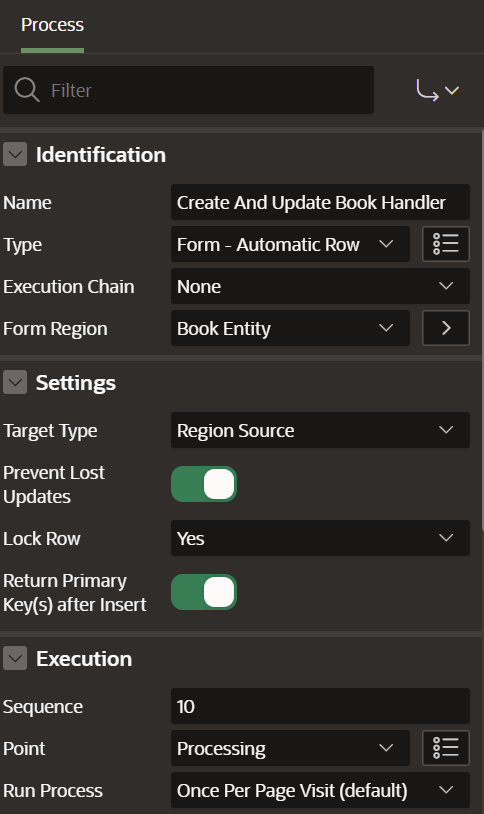 Process
Filter
Identification
Name Create And Update Book Handler
Type Form - Automatic Row
Execution Chain None
Form Region Book Entity
Settings
Target Type Region Source
Prevent Lost
Updates
Lock Row Yes
Return Primary
Key(s) after Insert
Execution
Sequence 10
Point Processing
Run Process Once Per Page Visit (default)